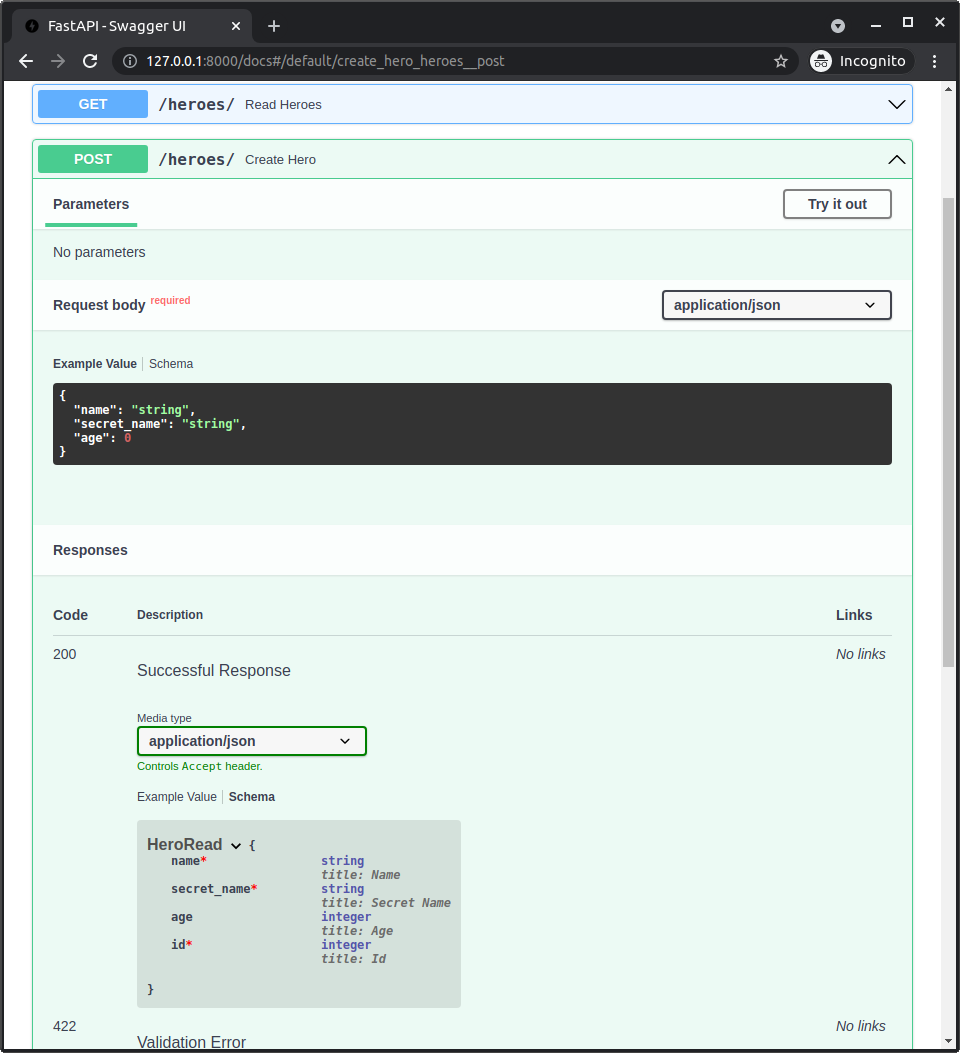 FastAPI - Swagger UI
127.0.0.1:8000/docs#/default/create_hero_heroes__post
Incognito
GET /heroes/ Read Heroes
POST /heroes/ Create Hero
Parameters
Try it out
No parameters
Request body required
application/json
Example Value | Schema
{
"name": "string",
"secret_name": "string",
"age": 0
}
Responses
Code Description Links
200 No links
Successful Response
Media type
application/json
Controls Accept header.
Example Value | Schema
HeroRead {
name* string
title: Name
secret_name* string
title: Secret Name
age integer
title: Age
id* integer
title: Id
}
422 No links
Validation Error